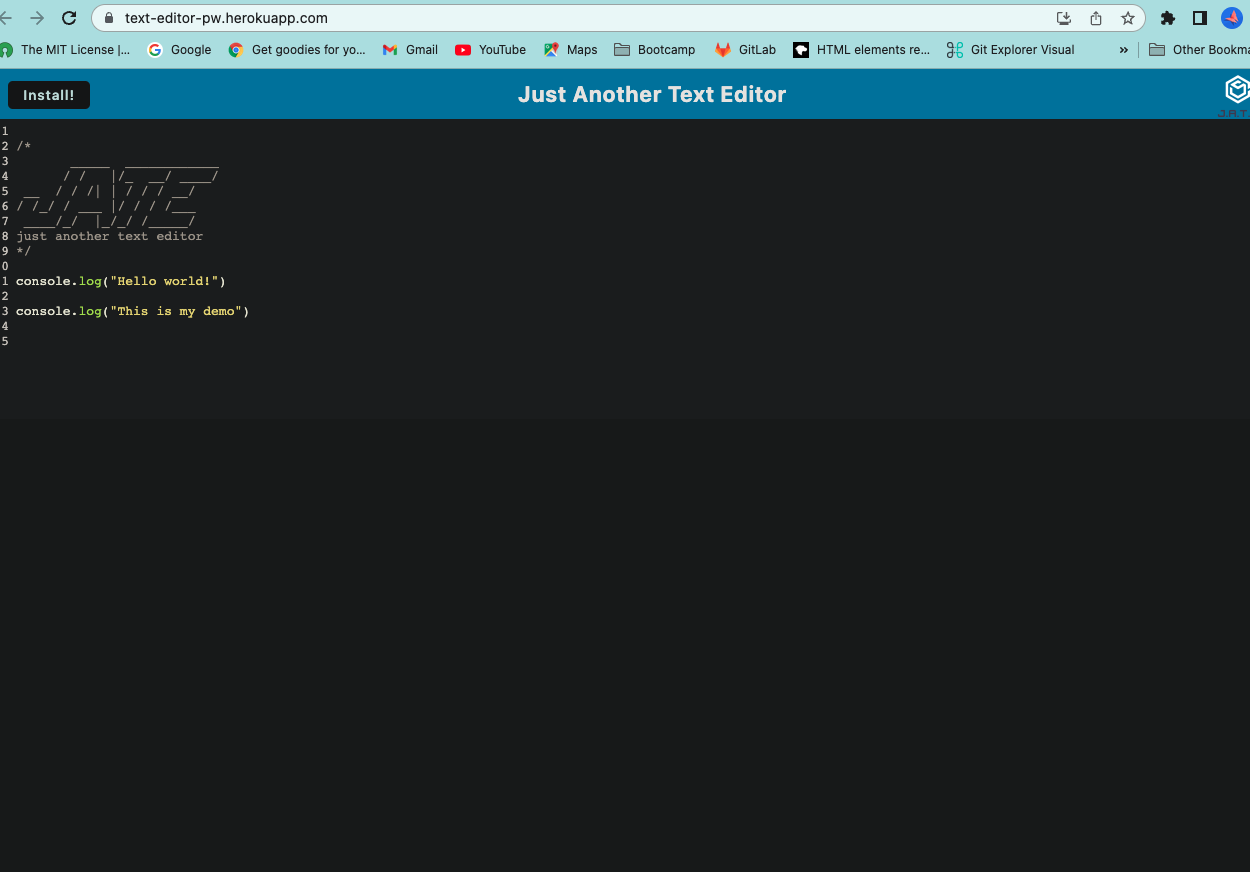 text-editor-pw.herokuapp.com
The MIT License |... Google Get goodies for yo... Gmail YouTube Maps Bootcamp GitLab HTML elements re... Git Explorer Visual » Other Bookma
Install! Just Another Text Editor
J.A.T
1
2 /*
3        _____  ____________
4       / /   |/_  __/ ____/
5  __  / / /| | / / / __/
6 / /_/ / ___ |/ / / /___
7  ____/_/  |_/_/ /_____/
8 just another text editor
9 */
0
1 console.log("Hello world!")
2
3 console.log("This is my demo")
4
5